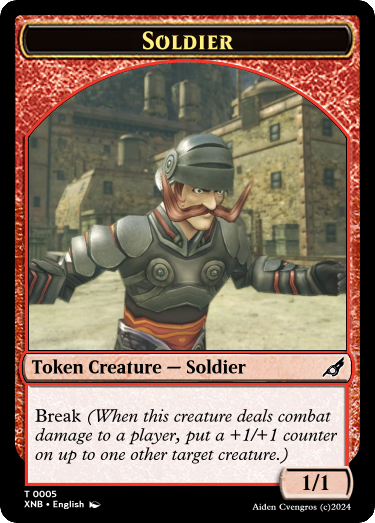 Soldier
Token Creature — Soldier
Break (When this creature deals combat
damage to a player, put a +1/+1 counter
on up to one other target creature.)
1/1
T 0005
XNB • English
Aiden Cvengros (c)2024